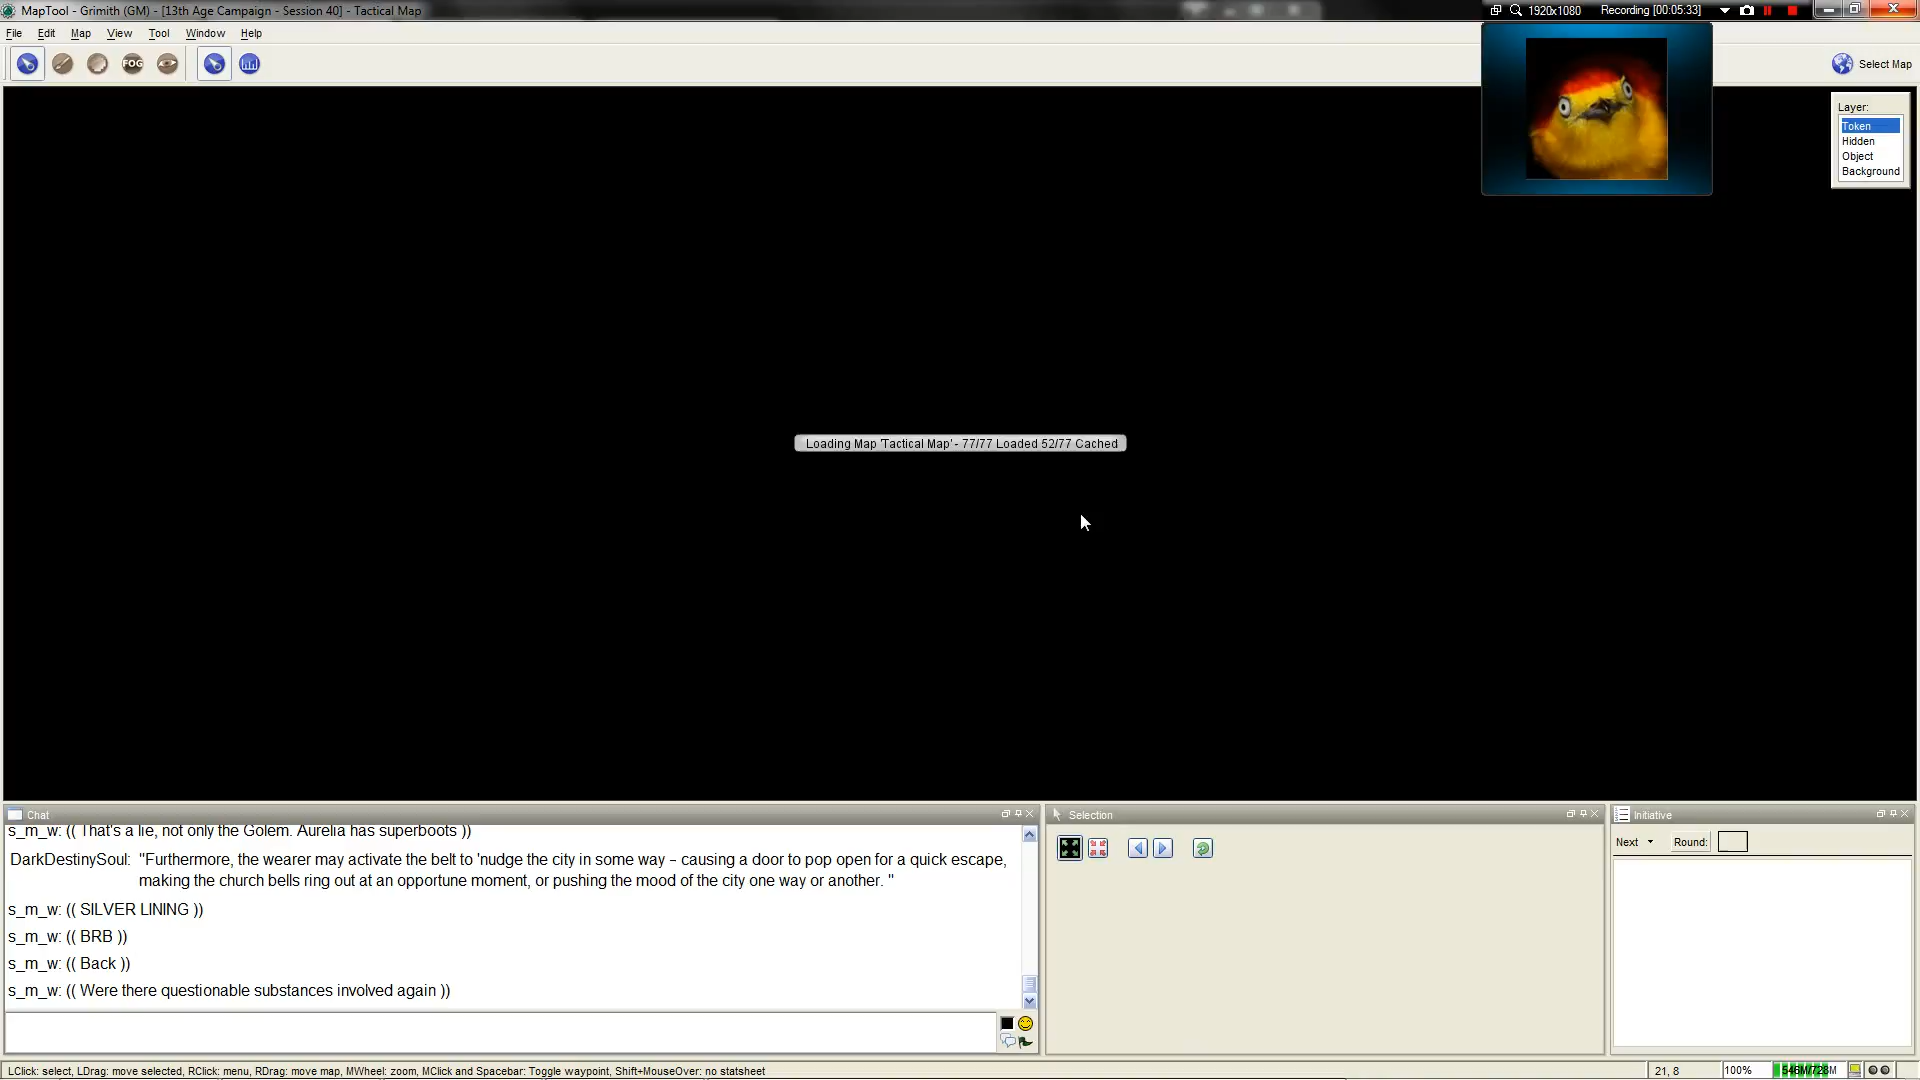 MapTool - Grimith (GM) - [13th Age Campaign - Session 40] - Tactical Map
1920x1080
Recording [00:05:33]
File Edit Map View Tool Window Help
FOG
Select Map
Layer:
Token
Hidden
Object
Background
Loading Map 'Tactical Map' - 77/77 Loaded 52/77 Cached
Chat
s_m_w: (( That's a lie, not only the Golem. Aurelia has superboots ))
DarkDestinySoul: "Furthermore, the wearer may activate the belt to 'nudge the city in some way – causing a door to pop open for a quick escape,
making the church bells ring out at an opportune moment, or pushing the mood of the city one way or another. "
s_m_w: (( SILVER LINING ))
s_m_w: (( BRB ))
s_m_w: (( Back ))
s_m_w: (( Were there questionable substances involved again ))
Selection
Initiative
Next
Round:
LClick: select, LDrag: move selected, RClick: menu, RDrag: move map, MWheel: zoom, MClick and Spacebar: Toggle waypoint, Shift+MouseOver: no statsheet
21, 8
100%
546M/728M